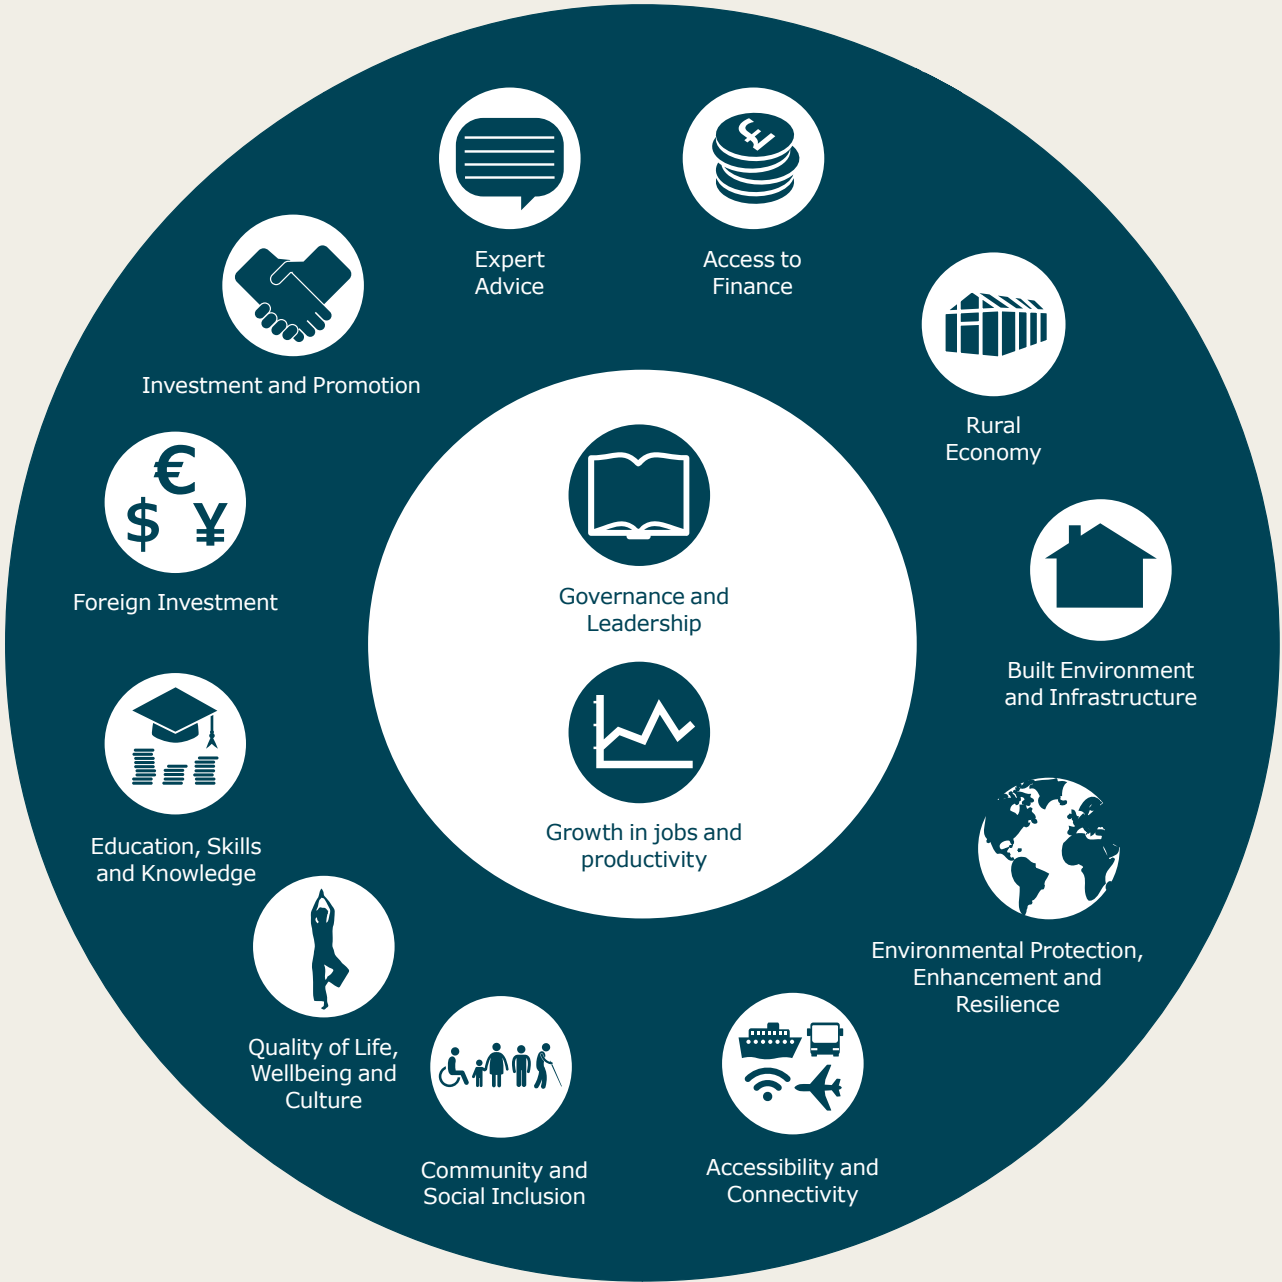 Expert
Advice
Access to
Finance
Investment and Promotion
Rural
Economy
€
$ ¥
Foreign Investment
Governance and
Leadership
Built Environment
and Infrastructure
Education, Skills
and Knowledge
Growth in jobs and
productivity
Environmental Protection,
Enhancement and
Resilience
Quality of Life,
Wellbeing and
Culture
Community and
Social Inclusion
Accessibility and
Connectivity
£